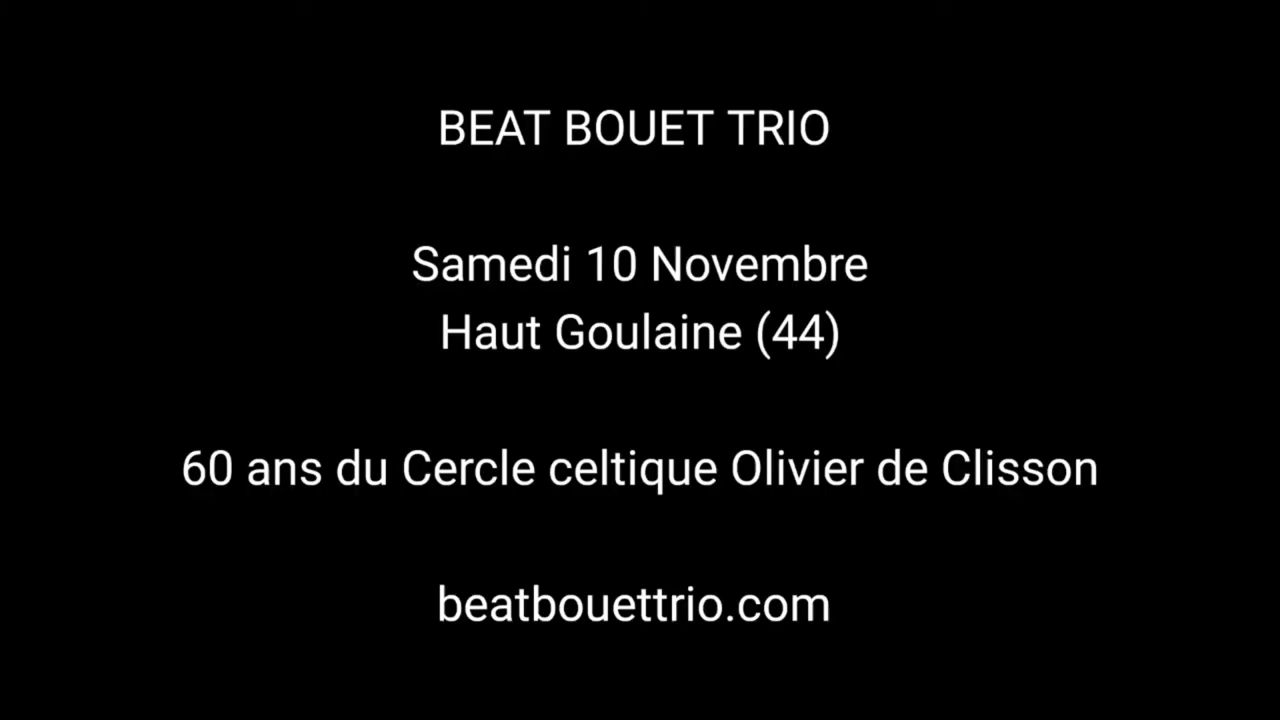 BEAT BOUET TRIO
Samedi 10 Novembre
Haut Goulaine (44)
60 ans du Cercle celtique Olivier de Clisson
beatbouettrio.com